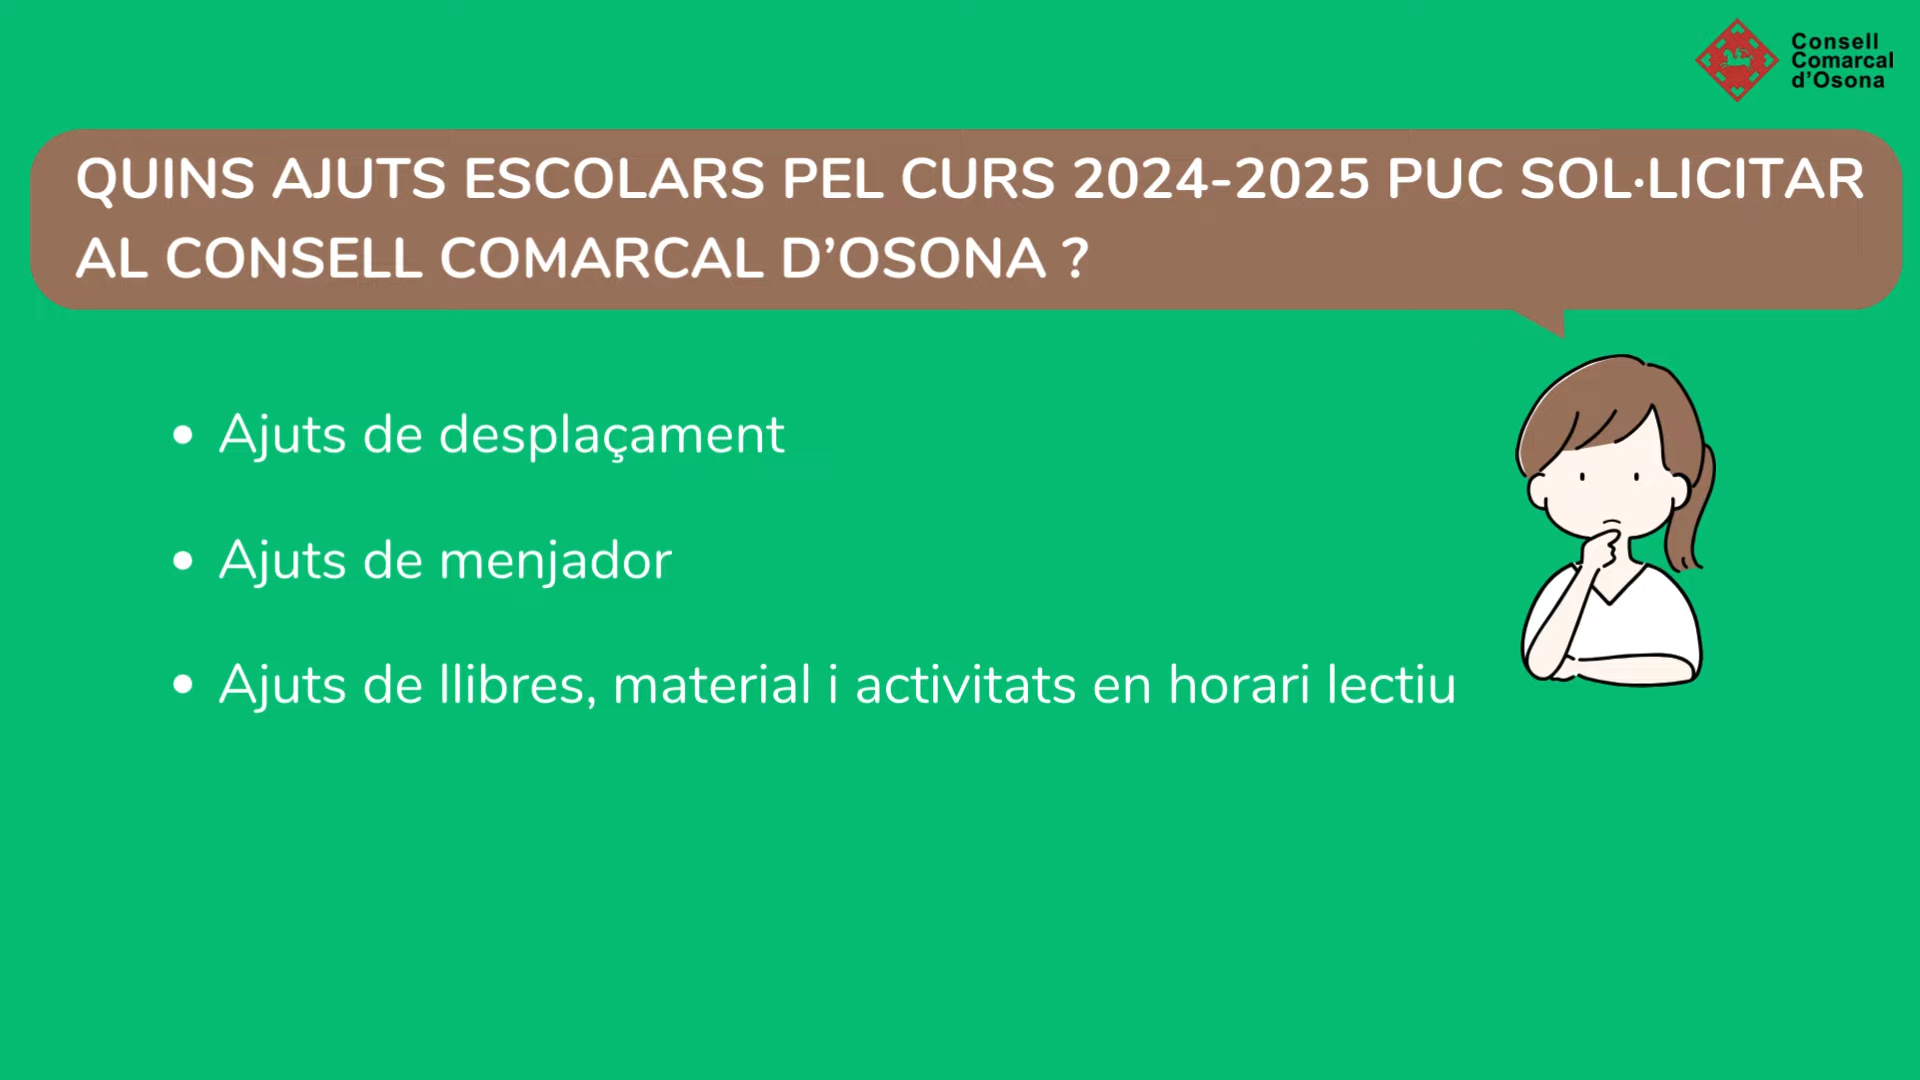 Consell
Comarcal
d'Osona
QUINS AJUTS ESCOLARS PEL CURS 2024-2025 PUC SOL·LICITAR
AL CONSELL COMARCAL D’OSONA ?
• Ajuts de desplaçament
• Ajuts de menjador
• Ajuts de llibres, material i activitats en horari lectiu